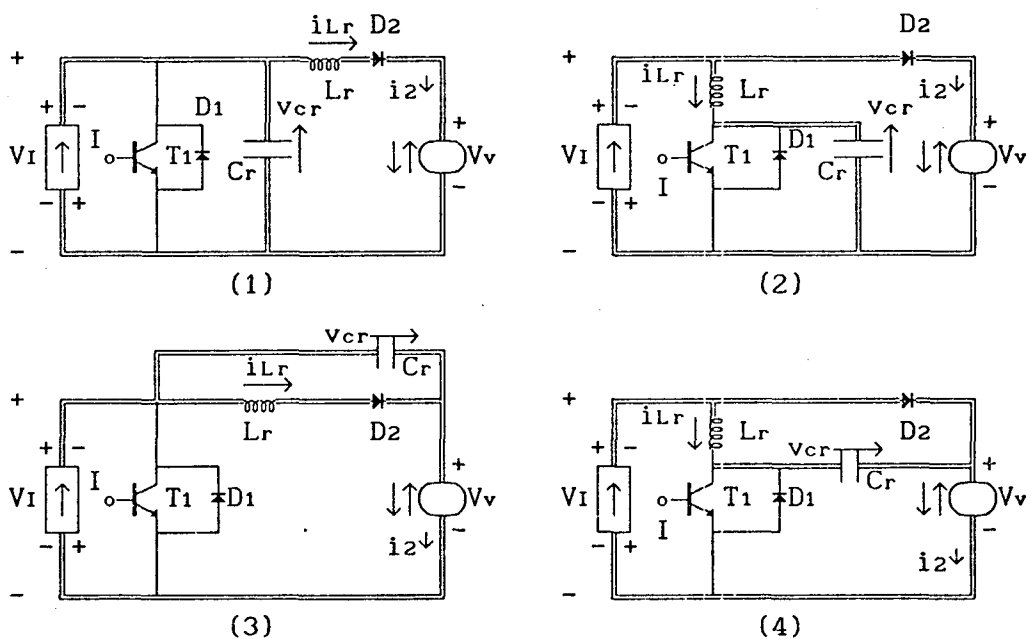 iLr D2
+ Lr i2
+ - D1 vcr +
VI I T1 Cr Vv
- + -
-
(1)
D2
+ iLr Lr i2
+ - vcr +
VI T1 D1 Cr Vv
I
- + -
-
(2)
vcr
iLr Cr
+ Lr D2
+ - +
VI I T1 D1 Vv
- + i2 -
-
(3)
+ iLr Lr D2
+ - vcr +
VI T1 D1 Cr Vv
I
- + i2 -
-
(4)